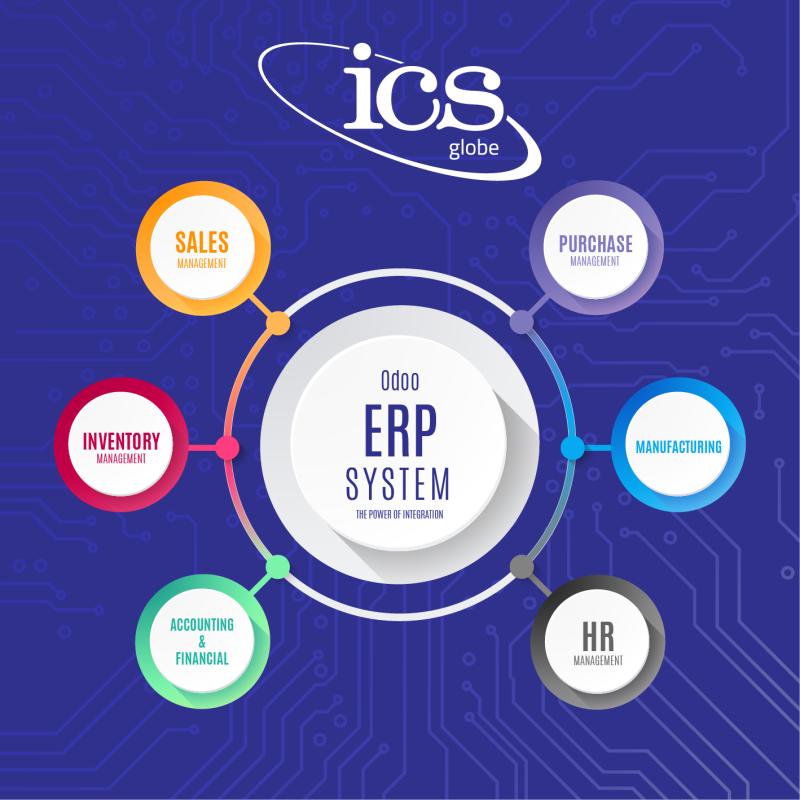 ics
globe
SALES
MANAGEMENT
PURCHASE
MANAGEMENT
Odoo
ERP
SYSTEM
THE POWER OF INTEGRATION
INVENTORY
MANAGEMENT
MANUFACTURING
ACCOUNTING
&
FINANCIAL
HR
MANAGEMENT